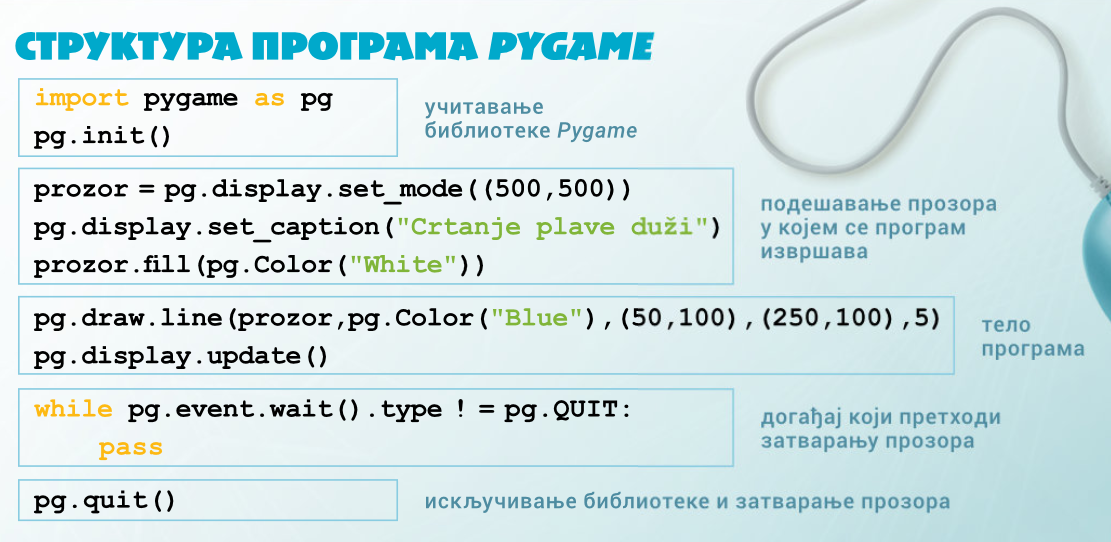 СТРУКТУРА ПРОГРАМА PYGAME
import pygame as pg
pg.init()
учитавање
библиотеке Pygame
prozor = pg.display.set_mode((500,500))
pg.display.set_caption("Crtanje plave duži")
prozor.fill(pg.Color("White"))
подешавање прозора
у којем се програм
извршава
pg.draw.line(prozor,pg.Color("Blue"),(50,100),(250,100),5)
pg.display.update()
тело
програма
while pg.event.wait().type ! = pg.QUIT:
    pass
догађај који претходи
затварању прозора
pg.quit()
искључивање библиотеке и затварање прозора